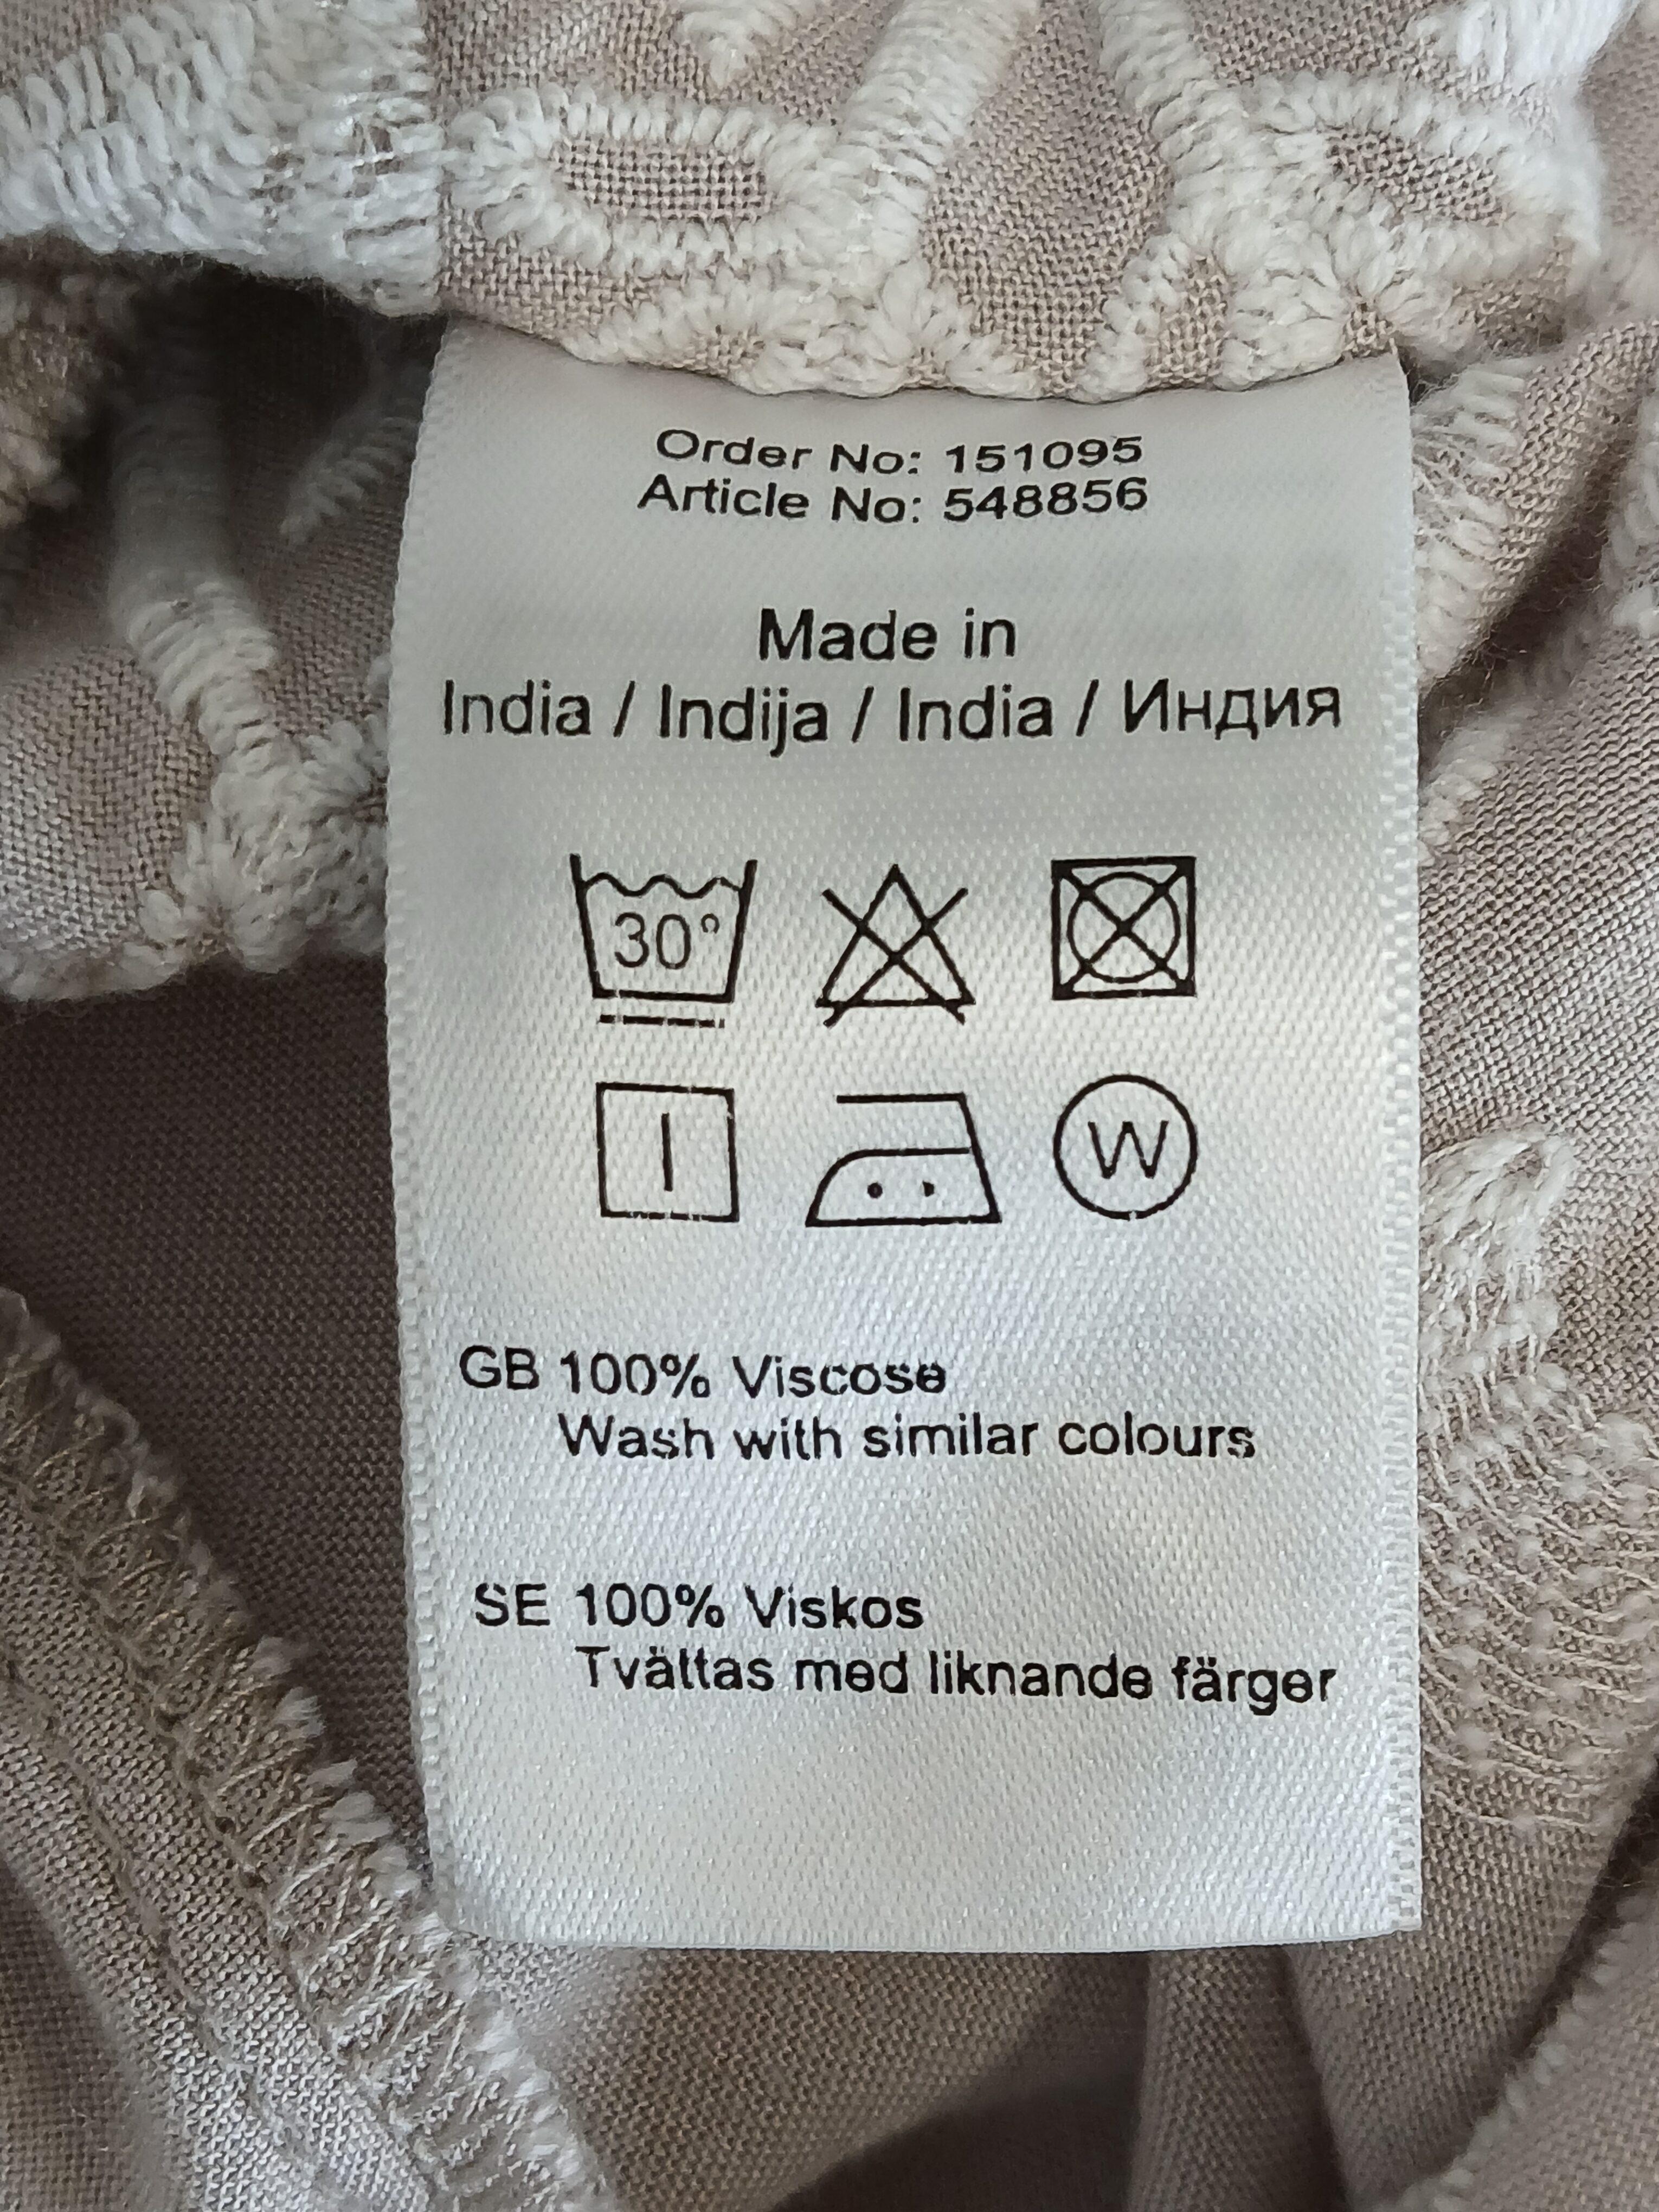 Order No: 151095
Article No: 548856
Made in
India / Indija / India / Индия
30°
W
GB 100% Viscose
Wash with similar colours
SE 100% Viskos
Tvättas med liknande färger